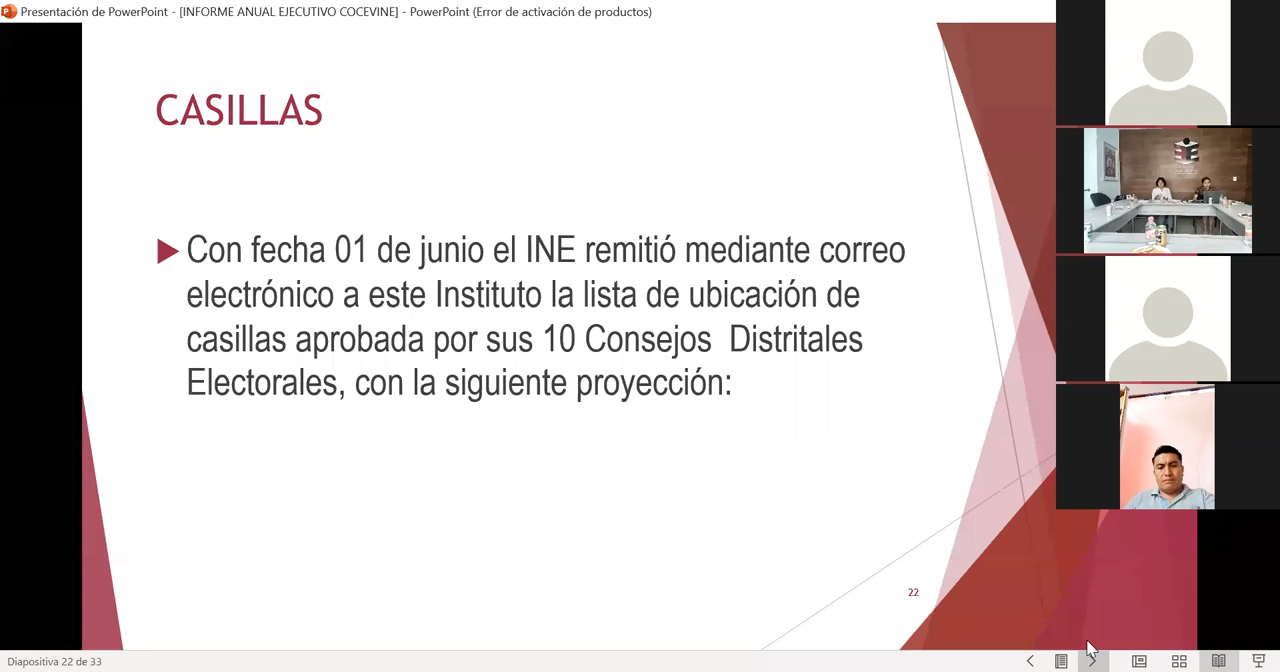 Presentación de PowerPoint - [INFORME ANUAL EJECUTIVO COCEVINE] - PowerPoint (Error de activación de productos)
CASILLAS
Con fecha 01 de junio el INE remitió mediante correo
electrónico a este Instituto la lista de ubicación de
casillas aprobada por sus 10 Consejos Distritales
Electorales, con la siguiente proyección:
22
Diapositiva 22 de 33